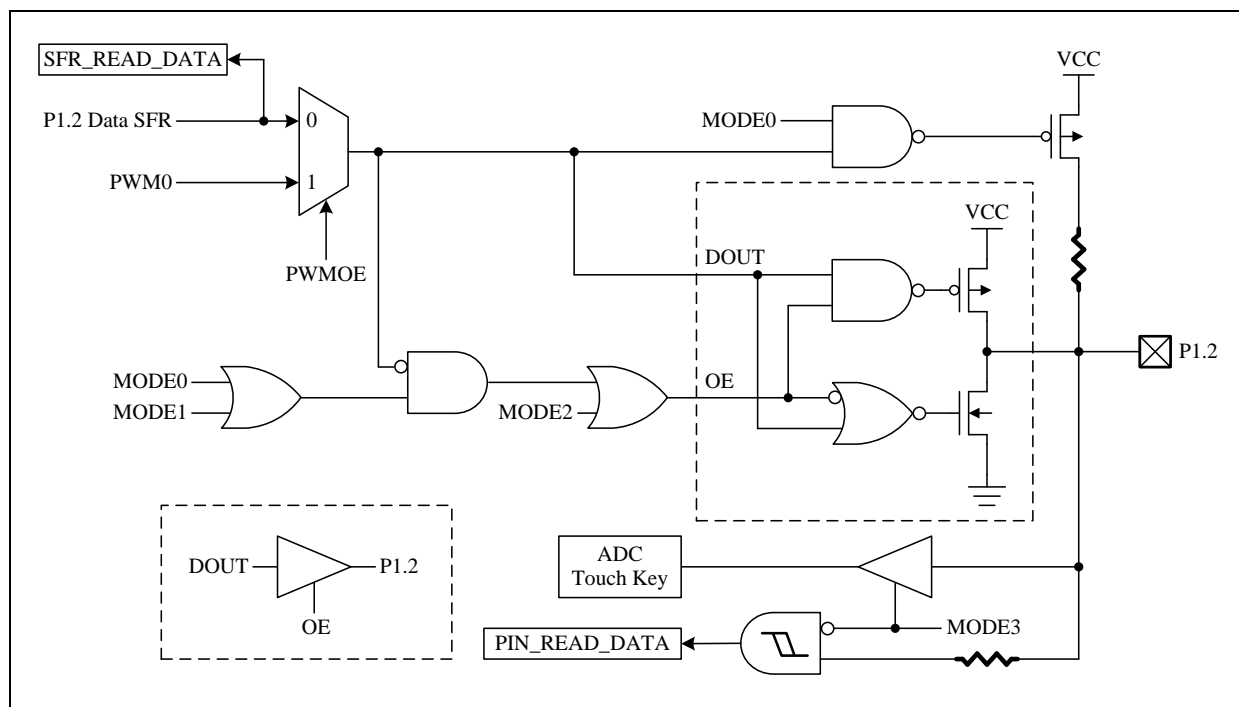 SFR_READ_DATA
VCC
P1.2 Data SFR
0
MODE0
PWM0
1
VCC
PWMOE
DOUT
P1.2
MODE0
MODE1
MODE2
OE
DOUT
P1.2
OE
ADC
Touch Key
PIN_READ_DATA
MODE3